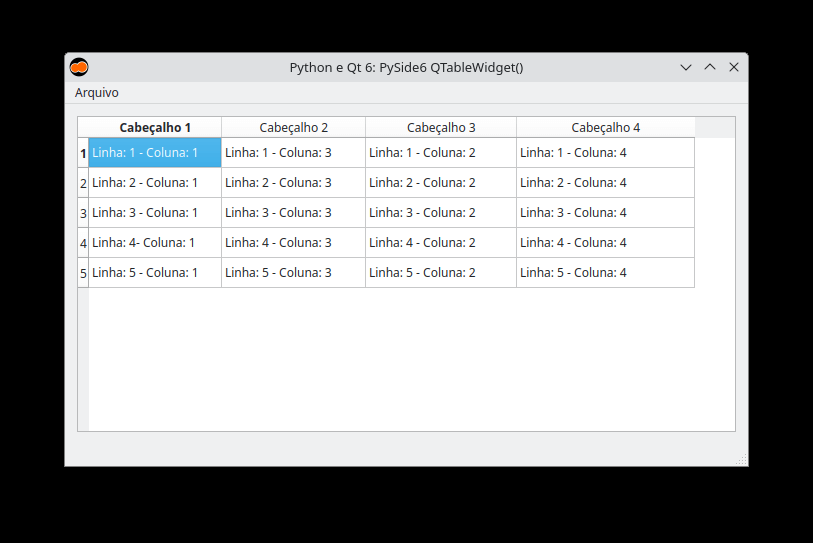 Python e Qt 6: PySide6 QTableWidget()
Arquivo
Cabeçalho 1 Cabeçalho 2 Cabeçalho 3 Cabeçalho 4
1 Linha: 1 - Coluna: 1 Linha: 1 - Coluna: 3 Linha: 1 - Coluna: 2 Linha: 1 - Coluna: 4
2 Linha: 2 - Coluna: 1 Linha: 2 - Coluna: 3 Linha: 2 - Coluna: 2 Linha: 2 - Coluna: 4
3 Linha: 3 - Coluna: 1 Linha: 3 - Coluna: 3 Linha: 3 - Coluna: 2 Linha: 3 - Coluna: 4
4 Linha: 4- Coluna: 1 Linha: 4 - Coluna: 3 Linha: 4 - Coluna: 2 Linha: 4 - Coluna: 4
5 Linha: 5 - Coluna: 1 Linha: 5 - Coluna: 3 Linha: 5 - Coluna: 2 Linha: 5 - Coluna: 4